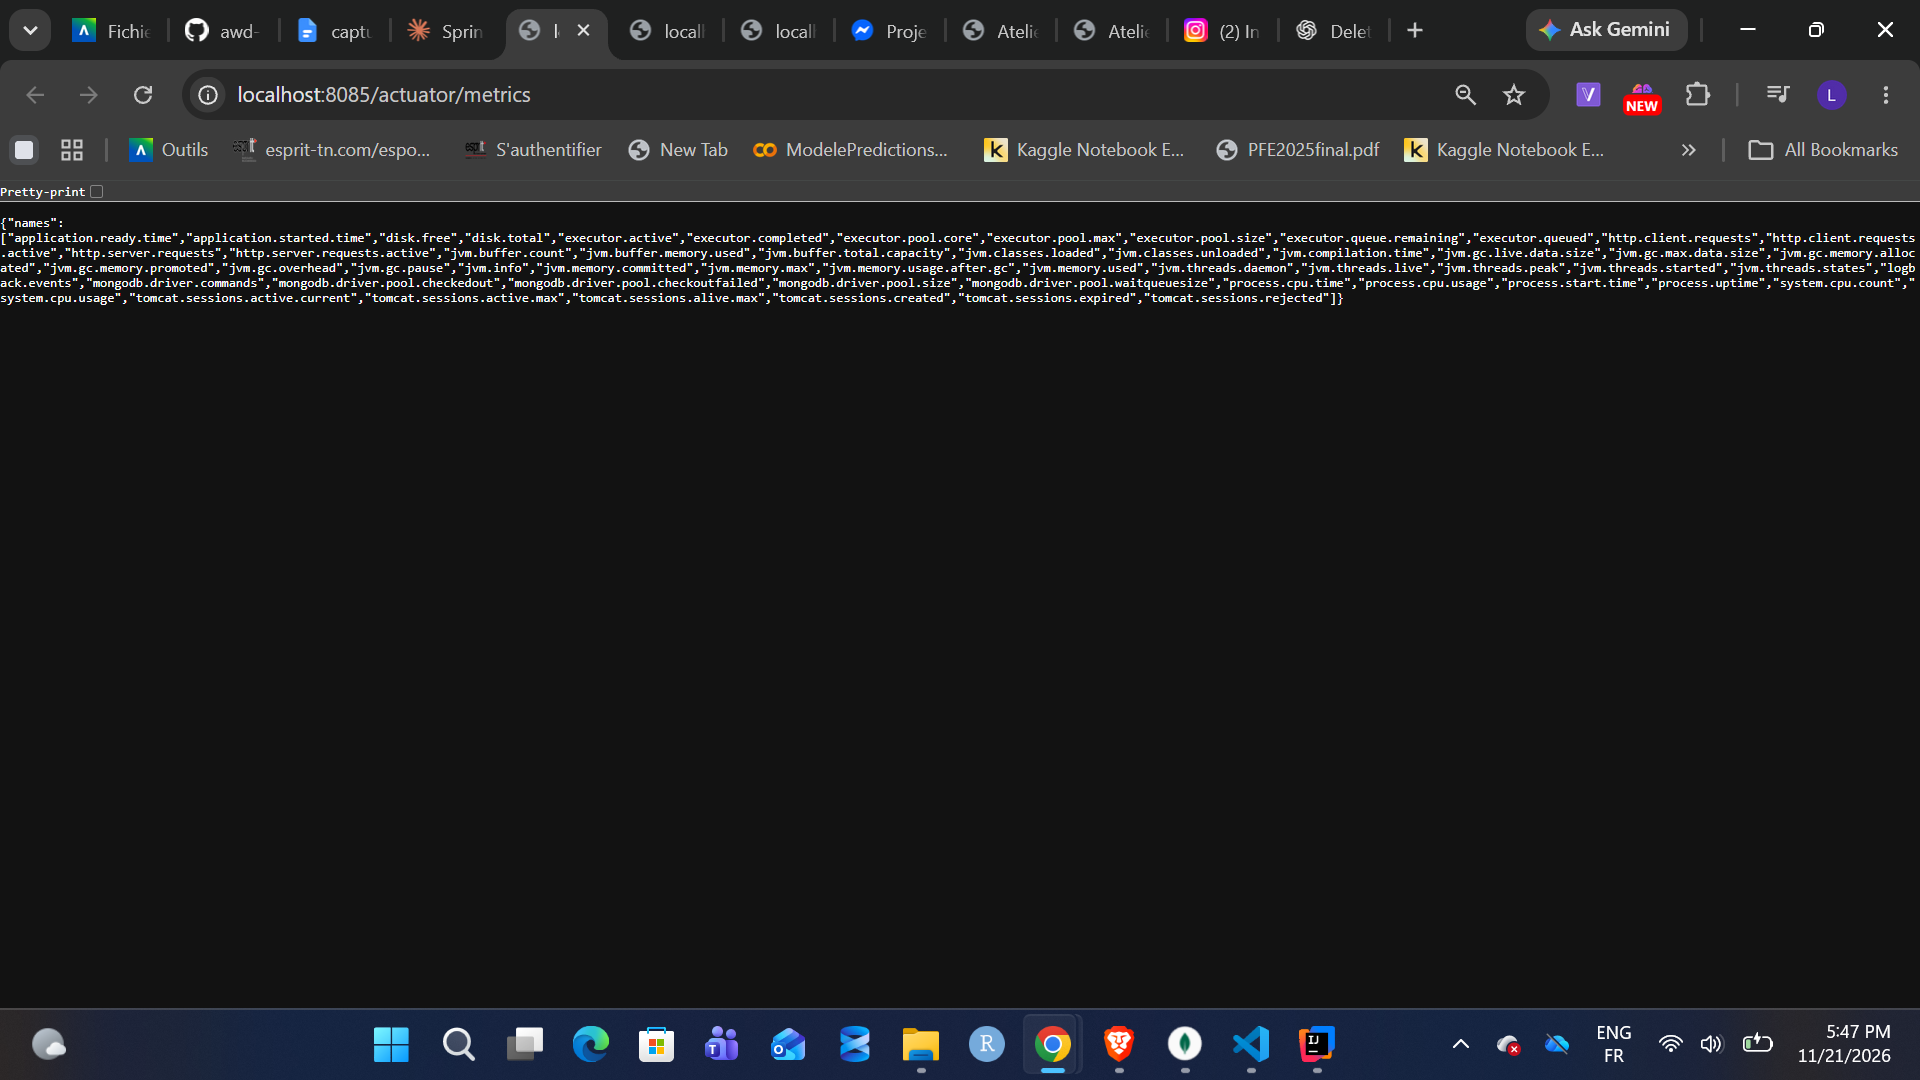 Fichie
awd-
captu
Sprin
l
locall
locall
Proje
Atelie
Atelie
(2) In
Delet
Ask Gemini
localhost:8085/actuator/metrics
V
NEW
L
Outils
esprit-tn.com/espo...
S'authentifier
New Tab
ModelePredictions...
Kaggle Notebook E...
PFE2025final.pdf
Kaggle Notebook E...
All Bookmarks
Pretty-print
{"names":
["application.ready.time","application.started.time","disk.free","disk.total","executor.active","executor.completed","executor.pool.core","executor.pool.max","executor.pool.size","executor.queue.remaining","executor.queued","http.client.requests","http.client.requests
.active","http.server.requests","http.server.requests.active","jvm.buffer.count","jvm.buffer.memory.used","jvm.buffer.total.capacity","jvm.classes.loaded","jvm.classes.unloaded","jvm.compilation.time","jvm.gc.live.data.size","jvm.gc.max.data.size","jvm.gc.memory.alloc
ated","jvm.gc.memory.promoted","jvm.gc.overhead","jvm.gc.pause","jvm.info","jvm.memory.committed","jvm.memory.max","jvm.memory.usage.after.gc","jvm.memory.used","jvm.threads.daemon","jvm.threads.live","jvm.threads.peak","jvm.threads.started","jvm.threads.states","logb
ack.events","mongodb.driver.commands","mongodb.driver.pool.checkedout","mongodb.driver.pool.checkoutfailed","mongodb.driver.pool.size","mongodb.driver.pool.waitqueuesize","process.cpu.time","process.cpu.usage","process.start.time","process.uptime","system.cpu.count","
system.cpu.usage","tomcat.sessions.active.current","tomcat.sessions.active.max","tomcat.sessions.alive.max","tomcat.sessions.created","tomcat.sessions.expired","tomcat.sessions.rejected"]}
ENG
FR
5:47 PM
11/21/2026